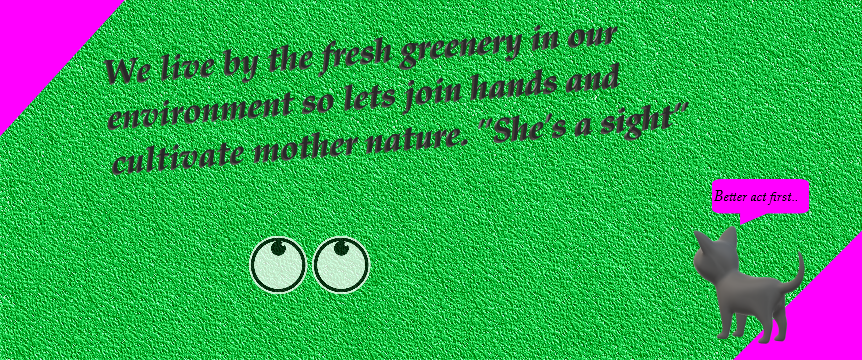 We live by the fresh greenery in our
environment so lets join hands and
cultivate mother nature. "She's a sight"
Better act first..